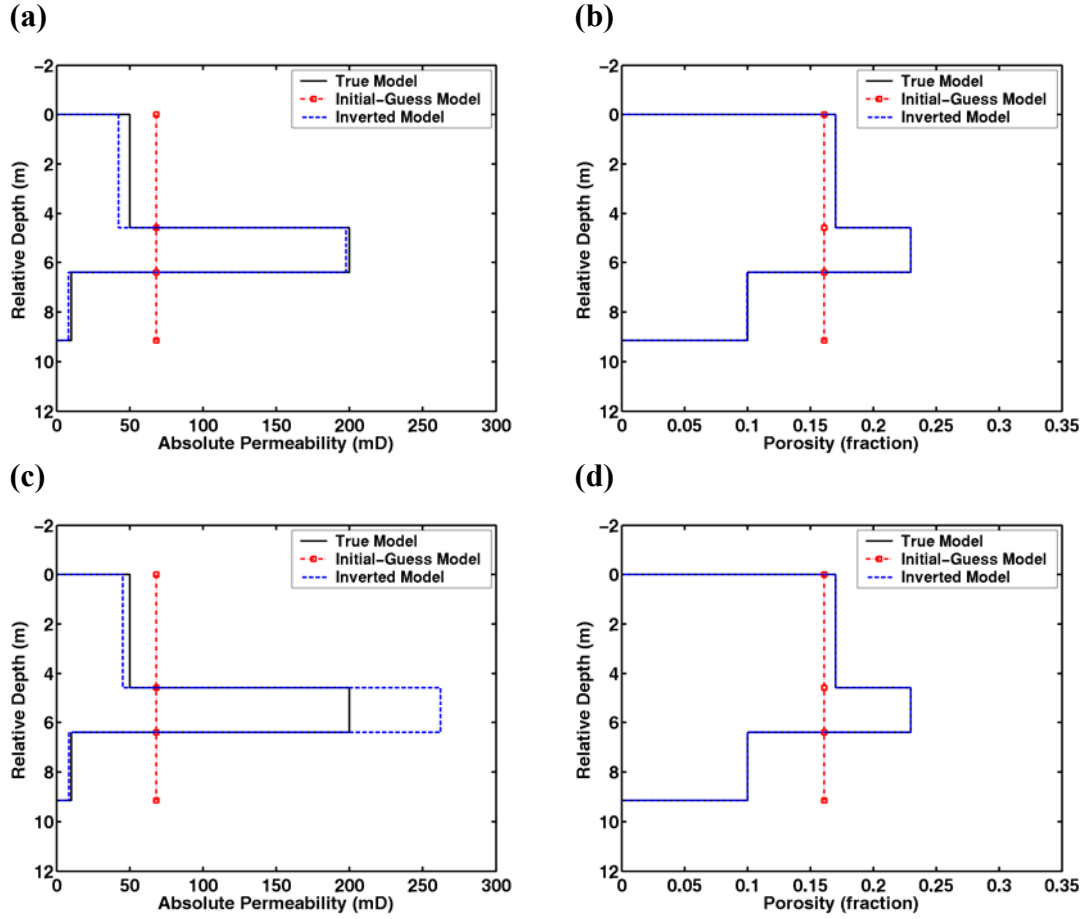 (a)
True Model
Initial-Guess Model
Inverted Model
Relative Depth (m)
−2
0
2
4
6
8
10
12
0 50 100 150 200 250 300
Absolute Permeability (mD)
(b)
True Model
Initial-Guess Model
Inverted Model
Relative Depth (m)
−2
0
2
4
6
8
10
12
0 0.05 0.1 0.15 0.2 0.25 0.3 0.35
Porosity (fraction)
(c)
True Model
Initial-Guess Model
Inverted Model
Relative Depth (m)
−2
0
2
4
6
8
10
12
0 50 100 150 200 250 300
Absolute Permeability (mD)
(d)
True Model
Initial-Guess Model
Inverted Model
Relative Depth (m)
−2
0
2
4
6
8
10
12
0 0.05 0.1 0.15 0.2 0.25 0.3 0.35
Porosity (fraction)